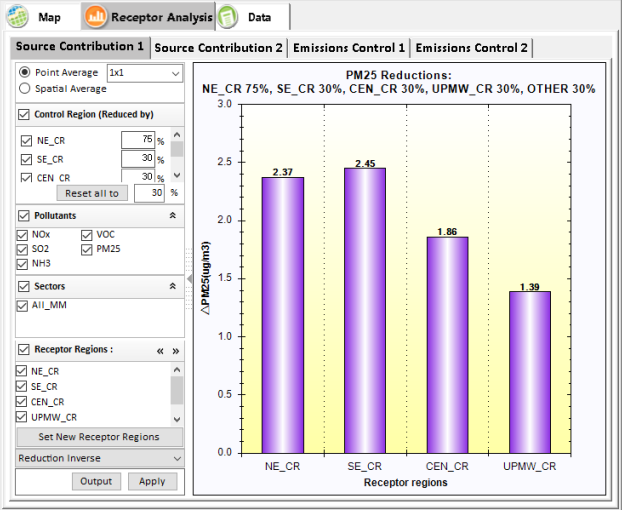 Map Receptor Analysis Data
Source Contribution 1 Source Contribution 2 Emissions Control 1 Emissions Control 2
Point Average 1x1
Spatial Average
Control Region (Reduced by)
NE_CR 75 %
SE_CR 30 %
CEN_CR 30 %
Reset all to 30 %
Pollutants
NOx VOC
SO2 PM25
NH3
Sectors
All_MM
Receptor Regions :
NE_CR
SE_CR
CEN_CR
UPMW_CR
Set New Receptor Regions
Reduction Inverse
Output Apply
PM25 Reductions:
NE_CR 75%, SE_CR 30%, CEN_CR 30%, UPMW_CR 30%, OTHER 30%
△PM25(ug/m3)
3.0
2.5
2.0
1.5
1.0
0.5
0.0
2.37
2.45
1.86
1.39
NE_CR SE_CR CEN_CR UPMW_CR
Receptor regions